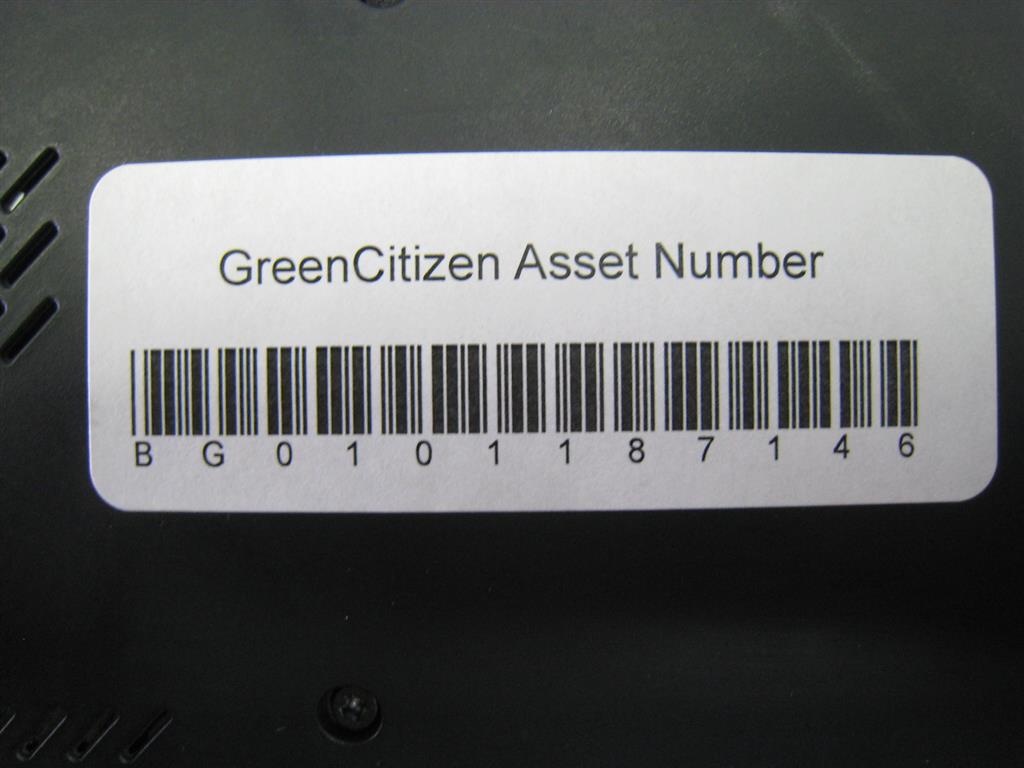 GreenCitizen Asset Number
B G 0 1 0 1 1 8 7 1 4 6